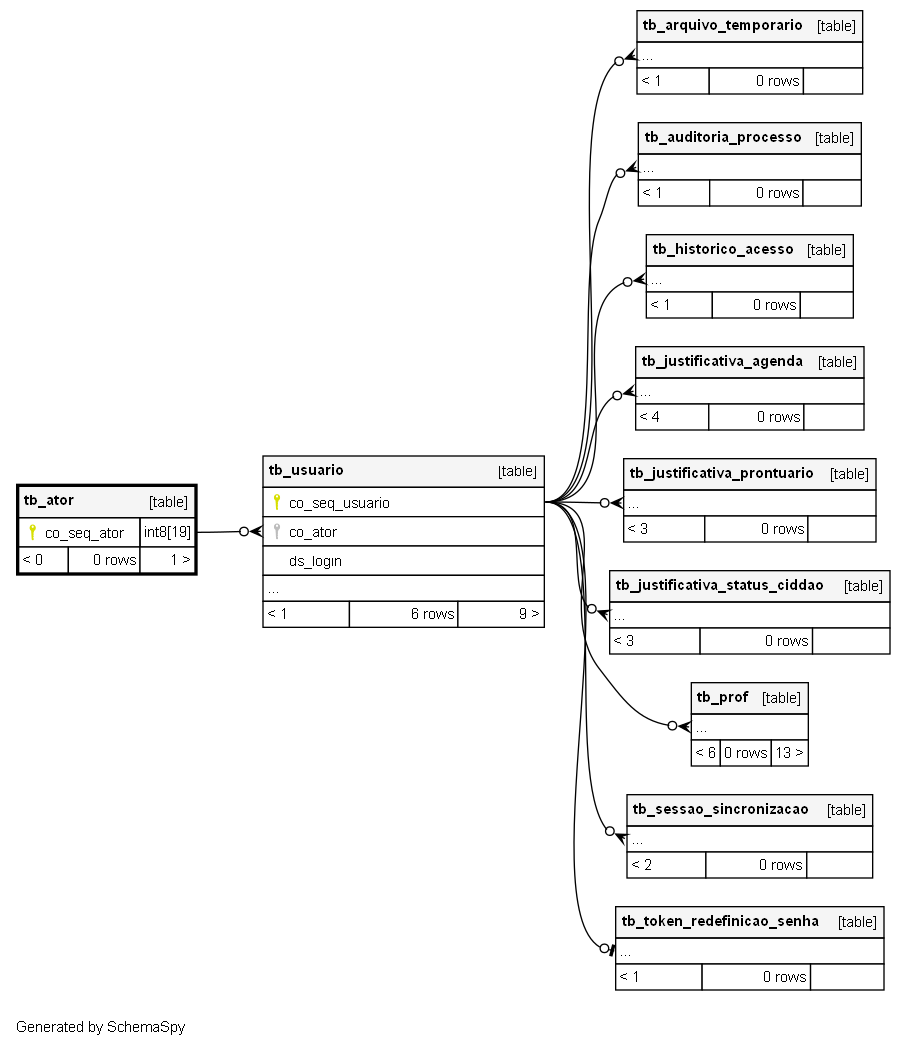 tb_arquivo_temporario [table]
...
< 1 0 rows
tb_auditoria_processo [table]
...
< 1 0 rows
tb_historico_acesso [table]
...
< 1 0 rows
tb_justificativa_agenda [table]
...
< 4 0 rows
tb_ator [table]
co_seq_ator int8[19]
< 0 0 rows 1 >
tb_usuario [table]
co_seq_usuario
co_ator
ds_login
...
< 1 6 rows 9 >
tb_justificativa_prontuario [table]
...
< 3 0 rows
tb_justificativa_status_ciddao [table]
...
< 3 0 rows
tb_prof [table]
...
< 6 0 rows 13 >
tb_sessao_sincronizacao [table]
...
< 2 0 rows
tb_token_redefinicao_senha [table]
...
< 1 0 rows
Generated by SchemaSpy